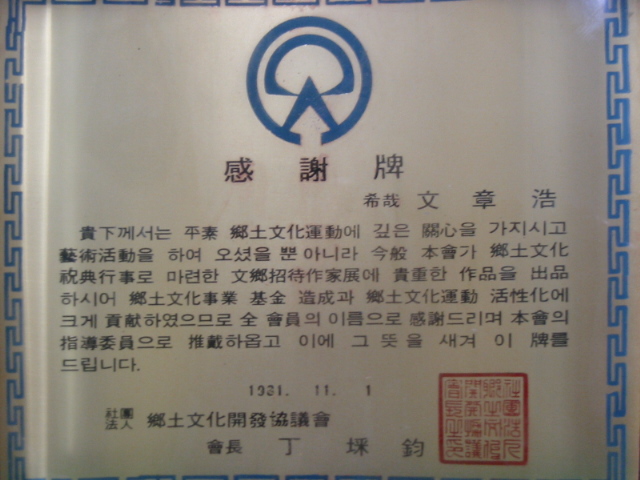 感謝牌
希哉 文章浩
貴下께서는 平素 鄕土文化運動에 깊은 關心을 가지시고
藝術活動을 하여 오셨을 뿐 아니라 今般 本會가 鄕土文化
祝典行事로 마련한 文鄕招待作家展에 貴重한 作品을 出品
하시어 鄕土文化事業 基金 造成과 鄕土文化運動 活性化에
크게 貢献하였으므로 全 會員의 이름으로 感謝드리며 本會의
指導委員으로 推戴하옵고 이에 그 뜻을 새겨 이 牌를
드립니다.
1981. 11. 1
社團法人 鄕土文化開發協議會
會長 丁埰鈞